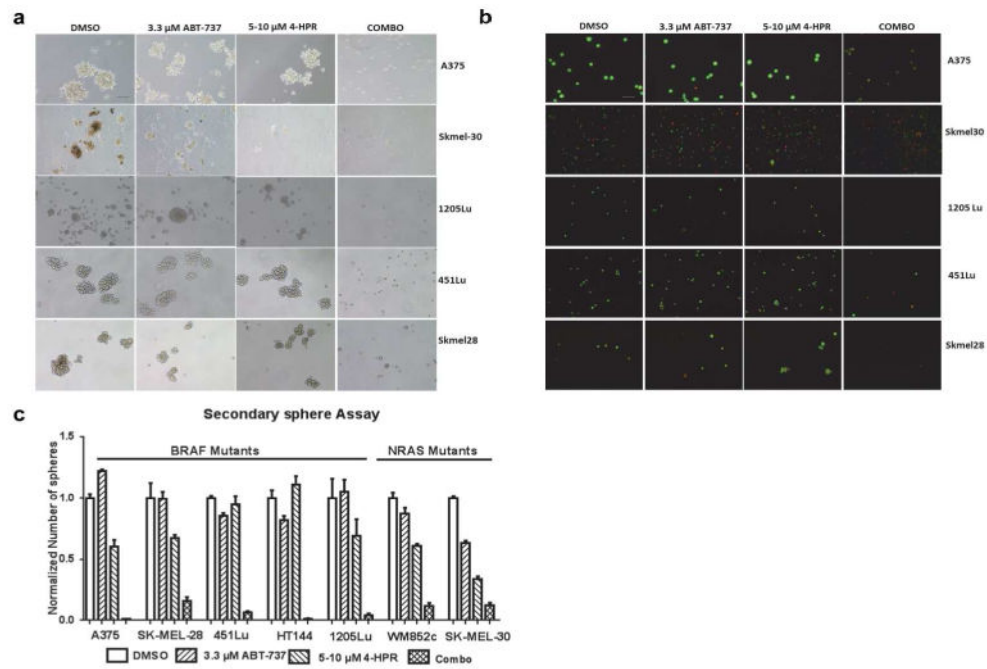 a
DMSO 3.3 µM ABT-737 5-10 µM 4-HPR COMBO
A375
Skmel-30
1205Lu
451Lu
Skmel28
b
DMSO 3.3 µM ABT-737 5-10 µM 4-HPR COMBO
A375
Skmel30
1205 Lu
451Lu
Skmel28
c
Secondary sphere Assay
BRAF Mutants NRAS Mutants
Normalized Number of spheres
1.5
1.0
0.5
0.0
A375 SK-MEL-28 451Lu HT144 1205Lu WM852c SK-MEL-30
DMSO 3.3 µM ABT-737 5-10 µM 4-HPR Combo